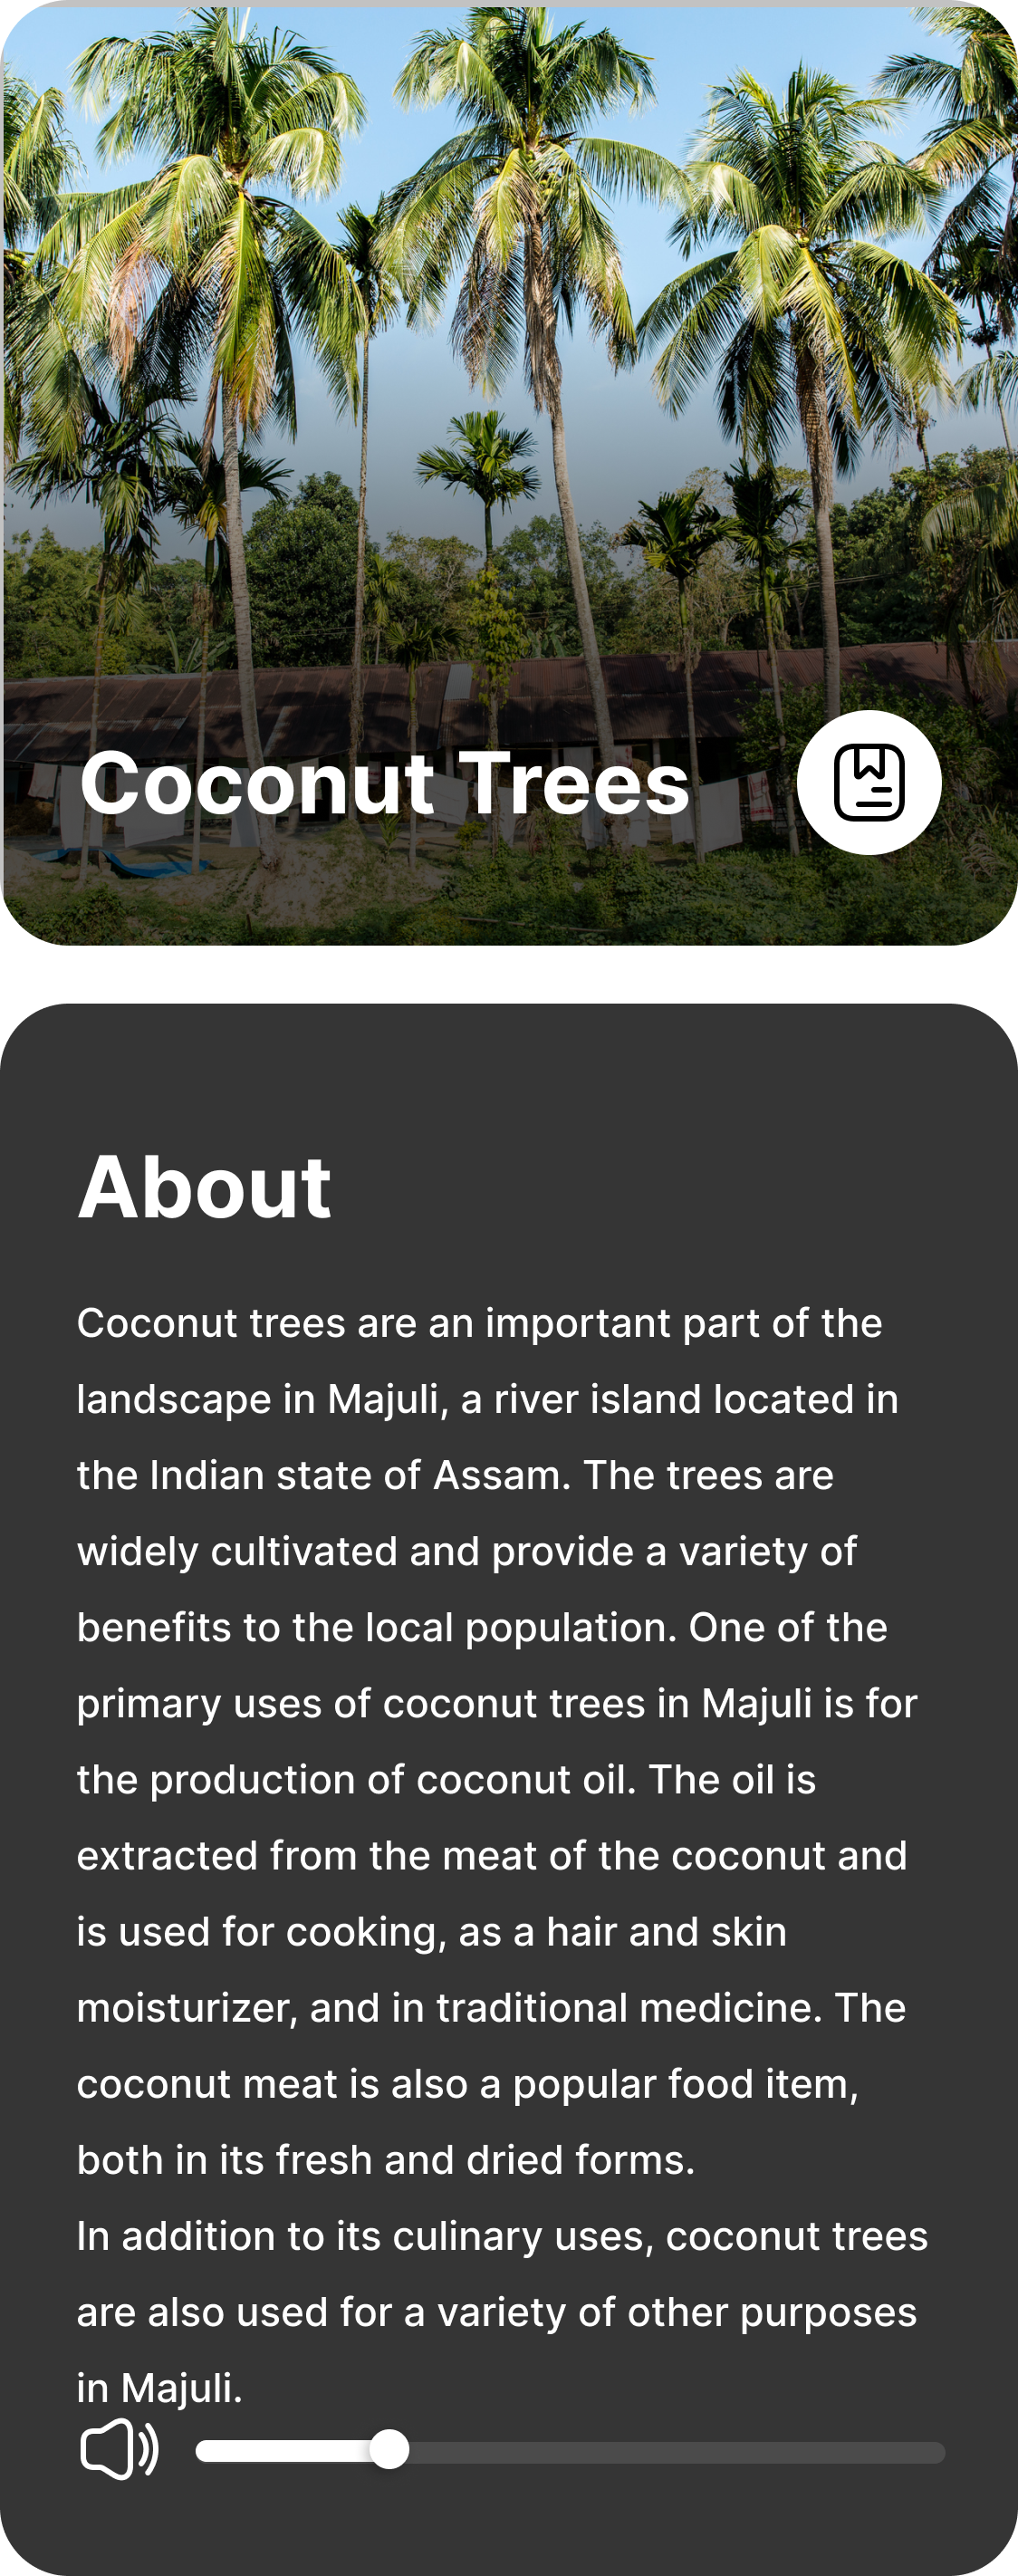 Coconut Trees
About
Coconut trees are an important part of the
landscape in Majuli, a river island located in
the Indian state of Assam. The trees are
widely cultivated and provide a variety of
benefits to the local population. One of the
primary uses of coconut trees in Majuli is for
the production of coconut oil. The oil is
extracted from the meat of the coconut and
is used for cooking, as a hair and skin
moisturizer, and in traditional medicine. The
coconut meat is also a popular food item,
both in its fresh and dried forms.
In addition to its culinary uses, coconut trees
are also used for a variety of other purposes
in Majuli.